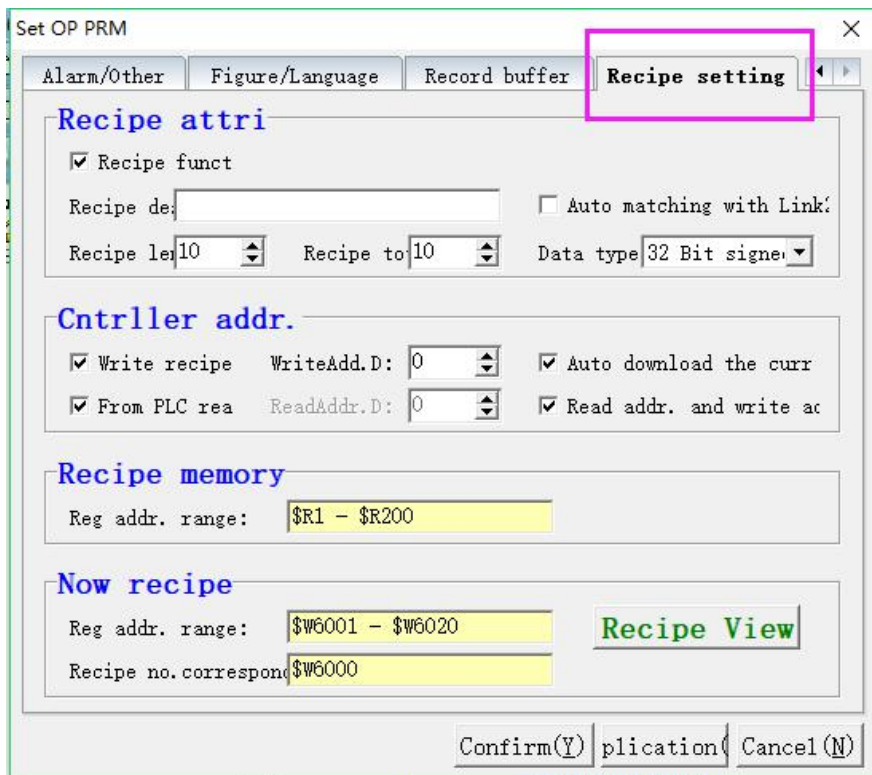 Set OP PRM
Alarm/Other Figure/Language Record buffer Recipe setting
Recipe attri
Recipe funct
Recipe de Auto matching with Link
Recipe le 10 Recipe to 10 Data type 32 Bit signe
Cntrller addr.
Write recipe WriteAdd.D: 0 Auto download the curr
From PLC rea ReadAddr.D: 0 Read addr. and write ac
Recipe memory
Reg addr. range: $R1 - $R200
Now recipe
Reg addr. range: $W6001 - $W6020 Recipe View
Recipe no.correspon $W6000
Confirm(Y) plication( Cancel(N)